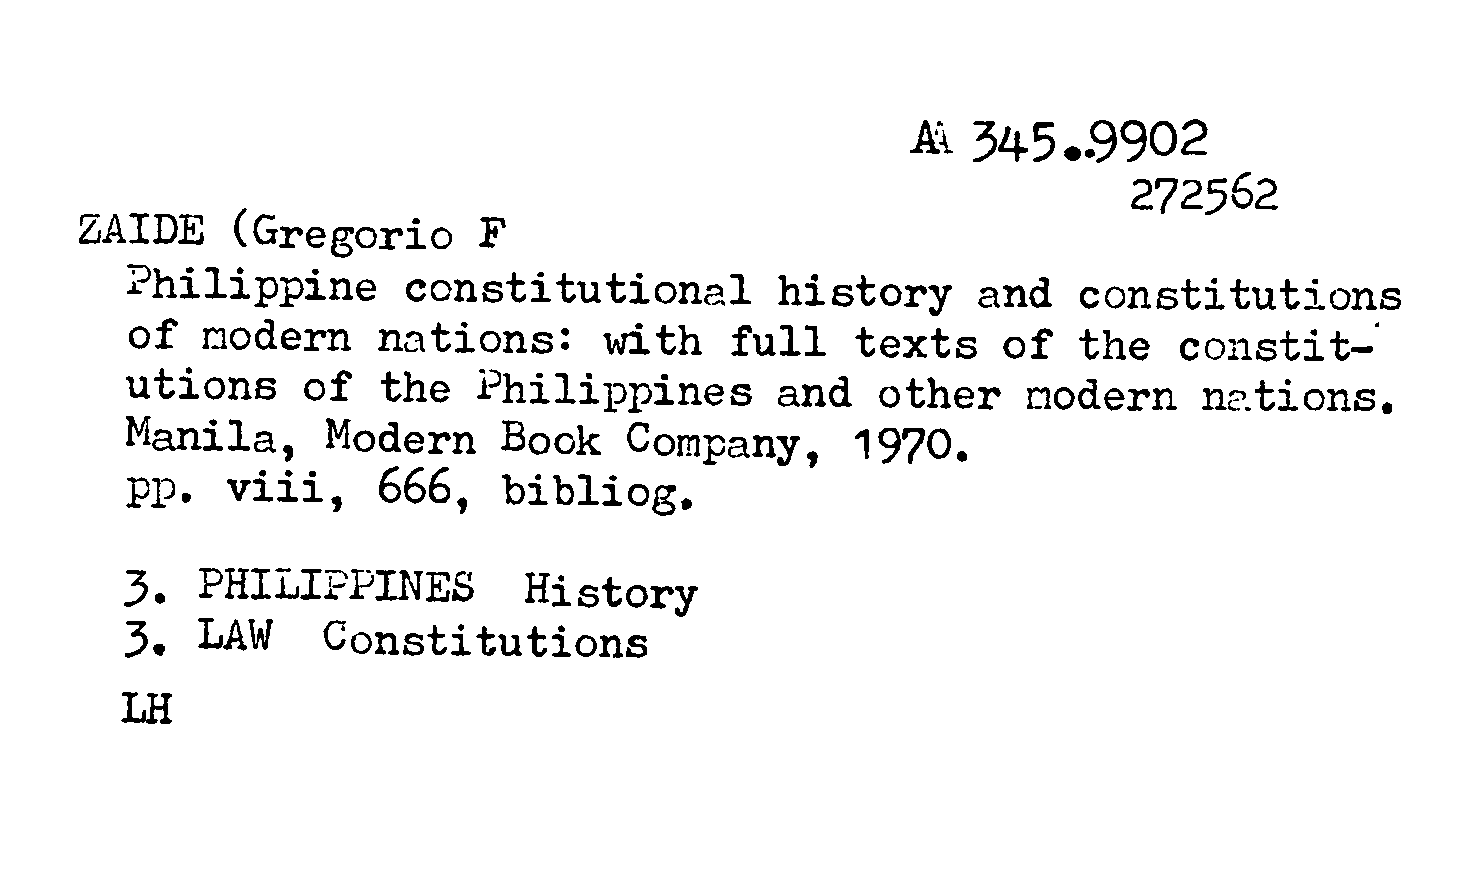 AA 345..9902
272562
ZAIDE (Gregorio F
Philippine constitutional history and constitutions
of modern nations: with full texts of the constit-
utions of the Philippines and other modern nations.
Manila, Modern Book Company, 1970.
pp. viii, 666, bibliog.
3. PHILIPPINES History
3. LAW Constitutions
LH